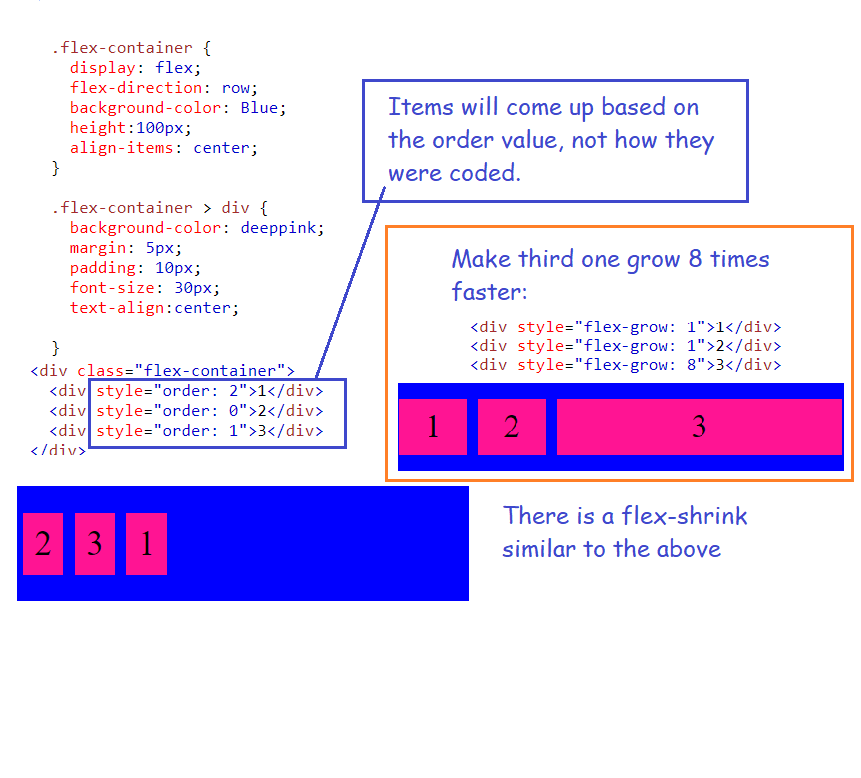 .flex-container {
display: flex;
flex-direction: row;
background-color: Blue;
height:100px;
align-items: center;
}
.flex-container > div {
background-color: deeppink;
margin: 5px;
padding: 10px;
font-size: 30px;
text-align:center;
}
<div class="flex-container">
<div style="order: 2">1</div>
<div style="order: 0">2</div>
<div style="order: 1">3</div>
</div>
Items will come up based on
the order value, not how they
were coded.
Make third one grow 8 times
faster:
<div style="flex-grow: 1">1</div>
<div style="flex-grow: 1">2</div>
<div style="flex-grow: 8">3</div>
1 2 3
2 3 1
There is a flex-shrink
similar to the above